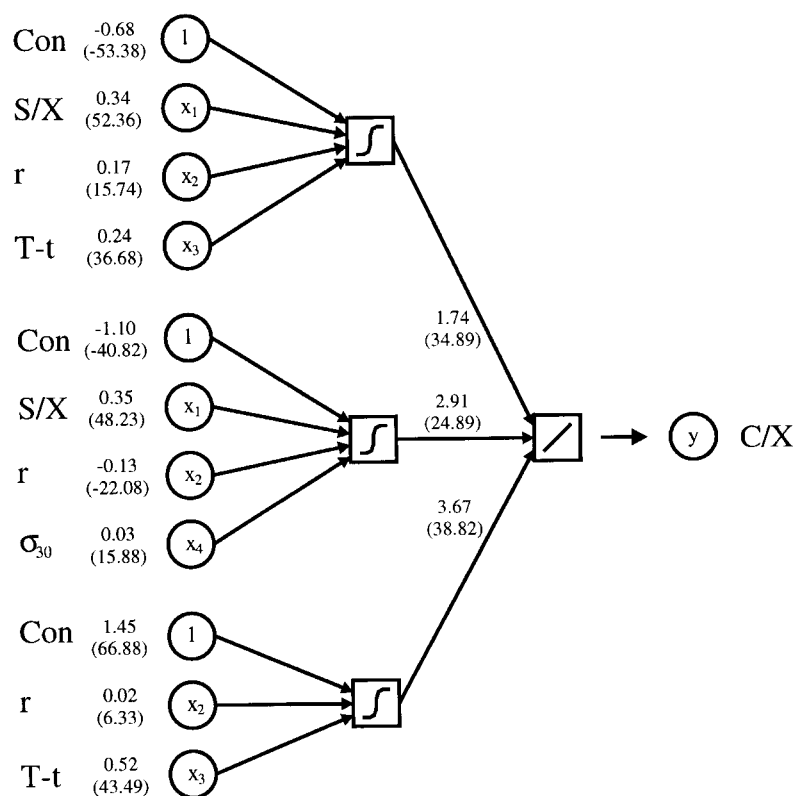 Con -0.68 (-53.38) 1
S/X 0.34 (52.36) x₁
r 0.17 (15.74) x₂
T-t 0.24 (36.68) x₃
1.74
(34.89)
Con -1.10 (-40.82) 1
S/X 0.35 (48.23) x₁
2.91
(24.89)
y C/X
r -0.13 (-22.08) x₂
σ₃₀ 0.03 (15.88) x₄
3.67
(38.82)
Con 1.45 (66.88) 1
r 0.02 (6.33) x₂
T-t 0.52 (43.49) x₃